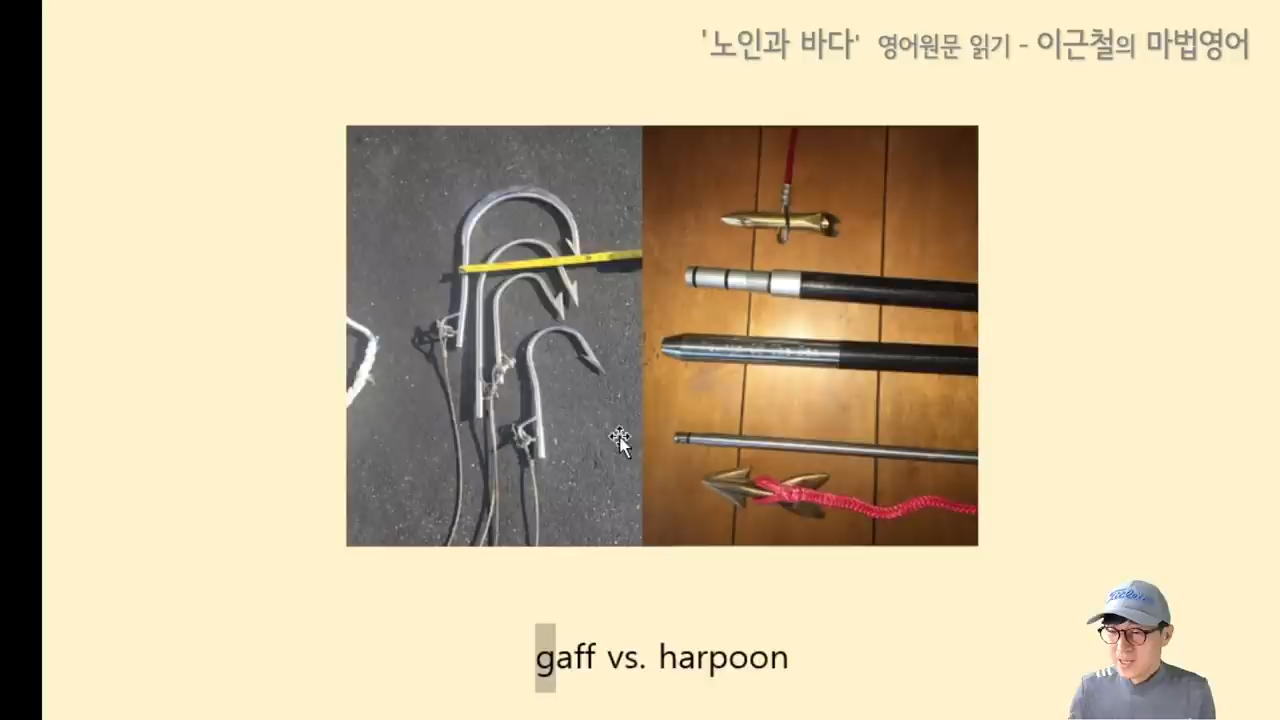 '노인과 바다' 영어원문 읽기 - 이근철의 마법영어
gaff vs. harpoon